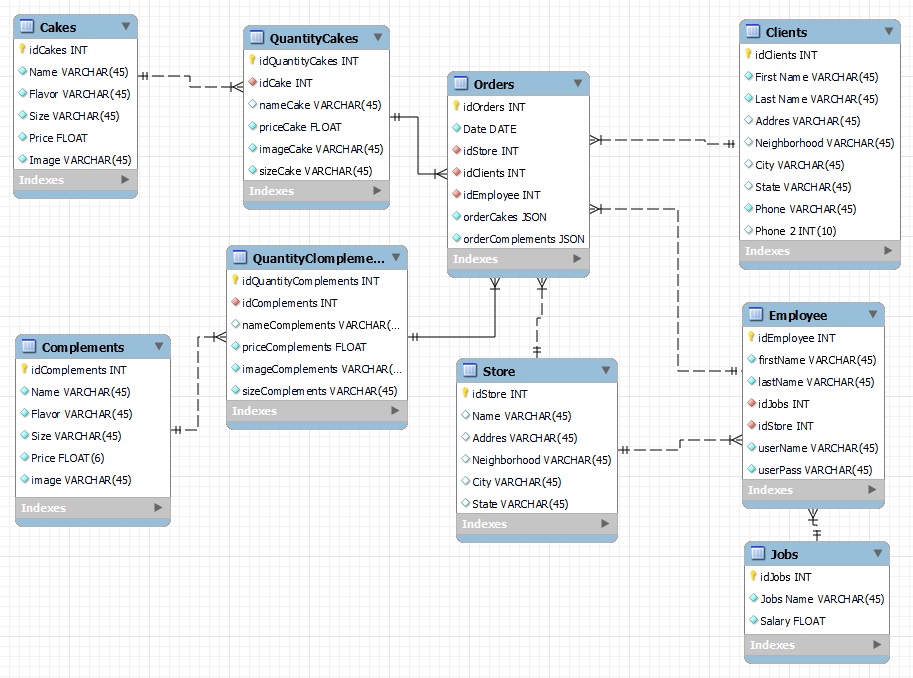 Cakes
idCakes INT
Name VARCHAR(45)
Flavor VARCHAR(45)
Size VARCHAR(45)
Price FLOAT
Image VARCHAR(45)
Indexes
QuantityCakes
idQuantityCakes INT
idCake INT
nameCake VARCHAR(45)
priceCake FLOAT
imageCake VARCHAR(45)
sizeCake VARCHAR(45)
Indexes
Orders
idOrders INT
Date DATE
idStore INT
idClients INT
idEmployee INT
orderCakes JSON
orderComplements JSON
Indexes
Clients
idClients INT
First Name VARCHAR(45)
Last Name VARCHAR(45)
Addres VARCHAR(45)
Neighborhood VARCHAR(45)
City VARCHAR(45)
State VARCHAR(45)
Phone VARCHAR(45)
Phone 2 INT(10)
Indexes
QuantityClompleme...
idQuantityComplements INT
idComplements INT
nameComplements VARCHAR(...
priceComplements FLOAT
imageComplements VARCHAR(...
sizeComplements VARCHAR(45)
Indexes
Complements
idComplements INT
Name VARCHAR(45)
Flavor VARCHAR(45)
Size VARCHAR(45)
Price FLOAT(6)
image VARCHAR(45)
Indexes
Store
idStore INT
Name VARCHAR(45)
Addres VARCHAR(45)
Neighborhood VARCHAR(45)
City VARCHAR(45)
State VARCHAR(45)
Indexes
Employee
idEmployee INT
firstName VARCHAR(45)
lastName VARCHAR(45)
idJobs INT
idStore INT
userName VARCHAR(45)
userPass VARCHAR(45)
Indexes
Jobs
idJobs INT
Jobs Name VARCHAR(45)
Salary FLOAT
Indexes